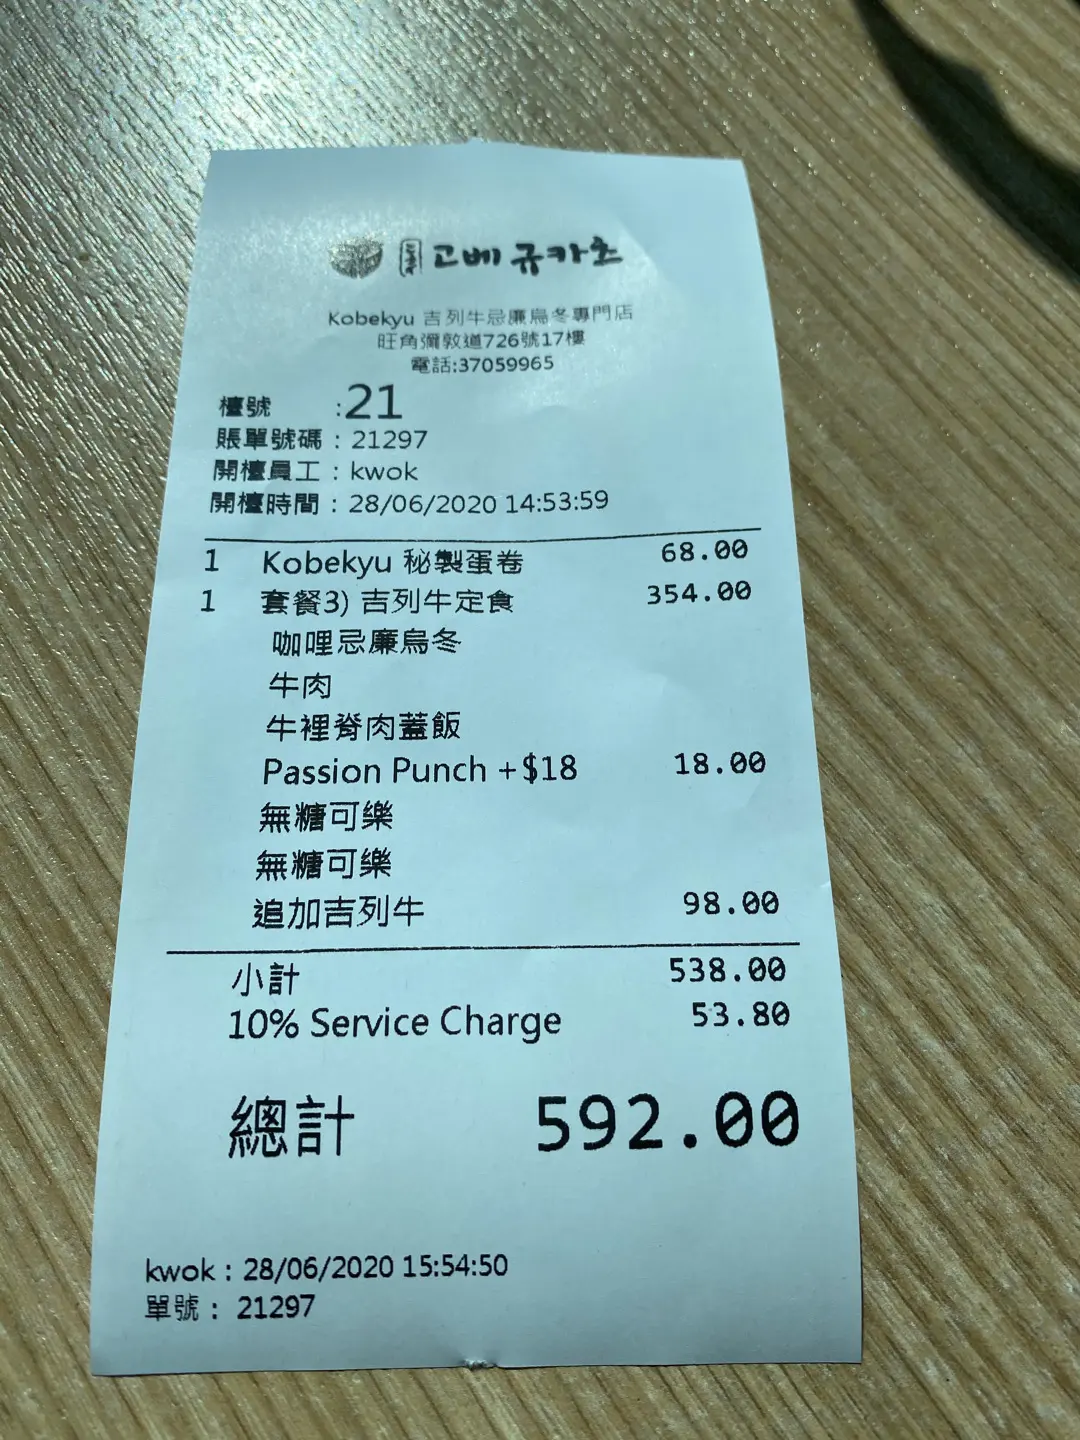 고베 규카츠
Kobekyu 吉列牛忌廉烏冬專門店
旺角彌敦道726號17樓
電話:37059965
檯號 :21
賬單號碼 : 21297
開檯員工 : kwok
開檯時間 : 28/06/2020 14:53:59
1 Kobekyu 秘製蛋卷 68.00
1 套餐3) 吉列牛定食 354.00
咖哩忌廉烏冬
牛肉
牛裡脊肉蓋飯
Passion Punch +$18 18.00
無糖可樂
無糖可樂
追加吉列牛 98.00
小計 538.00
10% Service Charge 53.80
總計 592.00
kwok : 28/06/2020 15:54:50
單號 : 21297